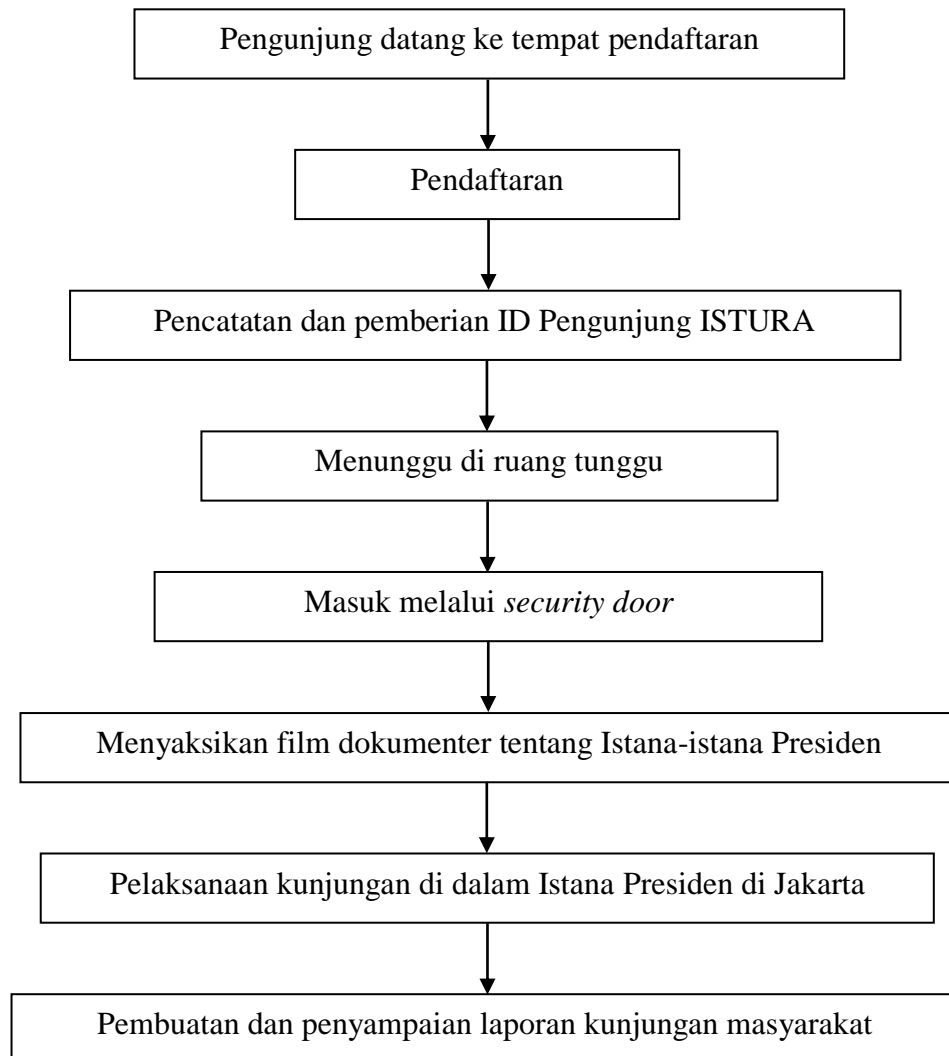 Pengunjung datang ke tempat pendaftaran
Pendaftaran
Pencatatan dan pemberian ID Pengunjung ISTURA
Menunggu di ruang tunggu
Masuk melalui security door
Menyaksikan film dokumenter tentang Istana-istana Presiden
Pelaksanaan kunjungan di dalam Istana Presiden di Jakarta
Pembuatan dan penyampaian laporan kunjungan masyarakat